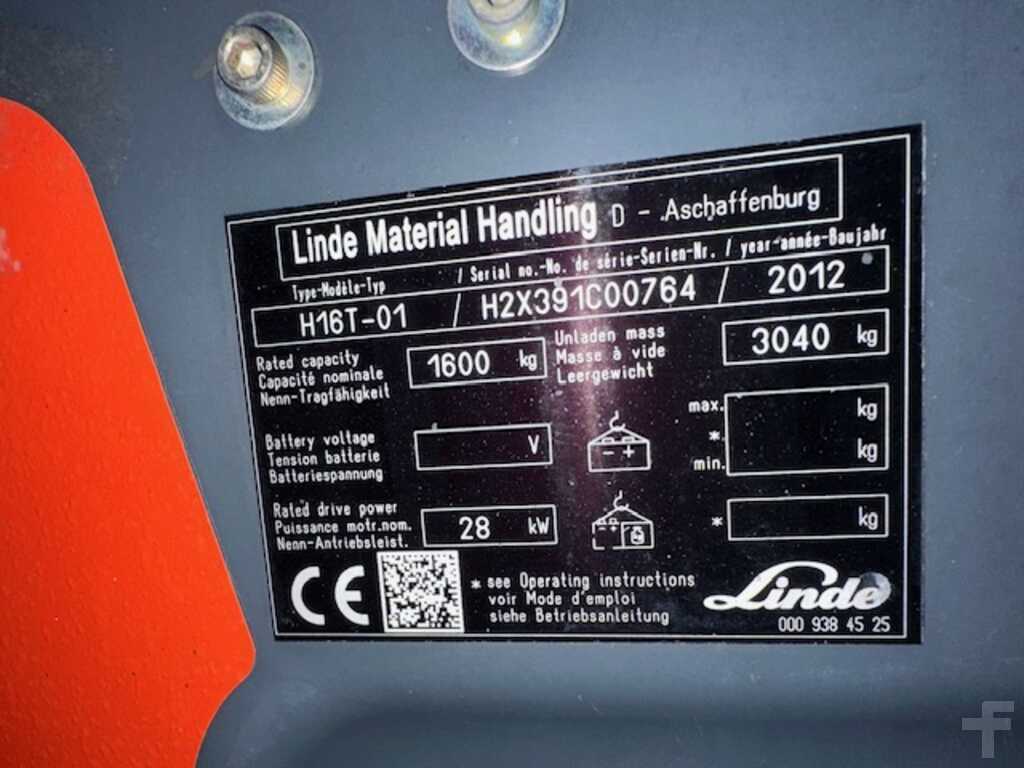 Linde Material Handling D - Aschaffenburg
Type-Modèle-Typ / Serial no.-No. de série-Serien-Nr. / year-année-Baujahr
H16T-01 / H2X391C00764 / 2012
Rated capacity
Capacité nominale
Nenn-Tragfähigkeit
1600 kg
Unladen mass
Masse à vide
Leergewicht
3040 kg
Battery voltage
Tension batterie
Batteriespannung
V
- +
max. kg
*
min. kg
Rated drive power
Puissance motr.nom.
Nenn-Antriebsleist.
28 kW
- +
* kg
CE
* see Operating instructions
voir Mode d'emploi
siehe Betriebsanleitung
Linde
000 938 45 25